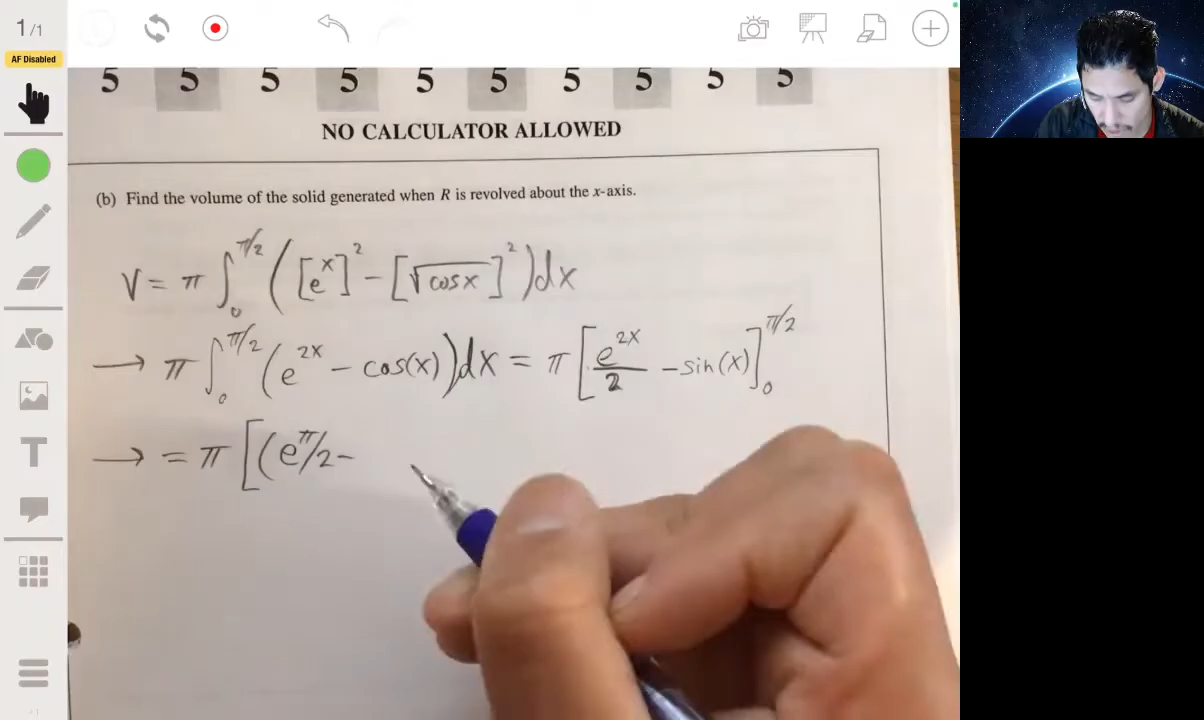 1/1
AF Disabled
5 5 5 5 5 5 5 5 5
NO CALCULATOR ALLOWED
(b) Find the volume of the solid generated when R is revolved about the x-axis.
V = π ∫₀^(π/2) ([e^x]² - [√cosx]²)dx
→ π ∫₀^(π/2) (e^(2x) - cos(x))dx = π [e^(2x)/2 - sin(x)]₀^(π/2)
→ = π [(e^π/2 -
T